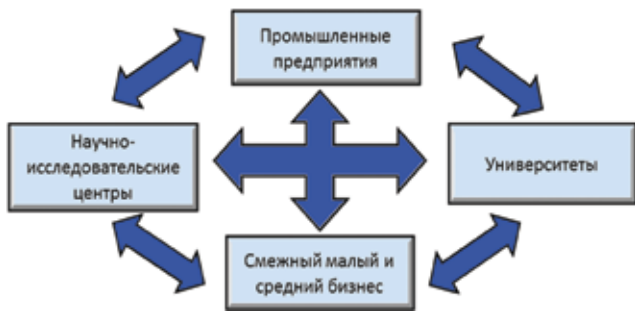 Промышленные
предприятия
Научно-
исследовательские
центры
Университеты
Смежный малый и
средний бизнес